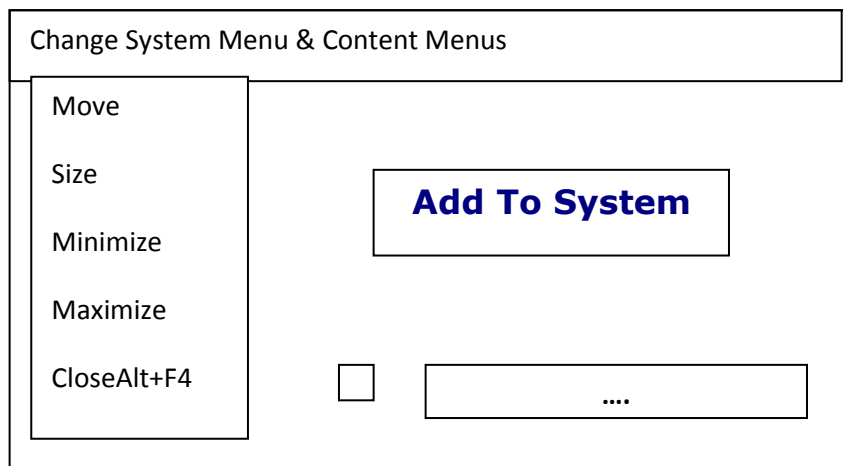 Change System Menu & Content Menus
Move
Size
Add To System
Minimize
Maximize
CloseAlt+F4
....